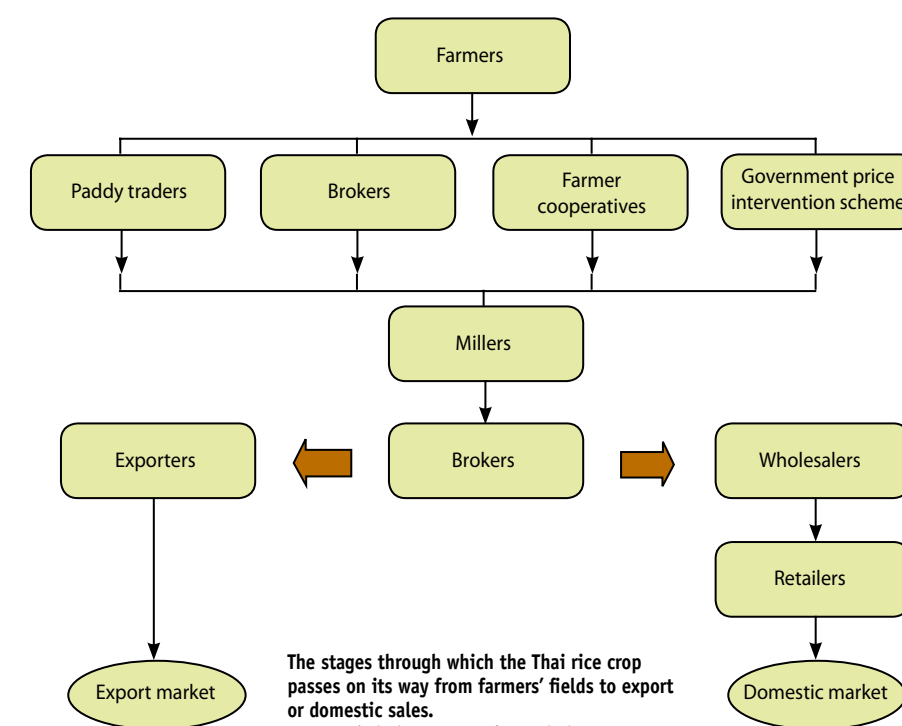 Farmers
Paddy traders
Brokers
Farmer
cooperatives
Government price
intervention scheme
Millers
Exporters
Brokers
Wholesalers
Retailers
Export market
The stages through which the Thai rice crop
passes on its way from farmers’ fields to export
or domestic sales.
Domestic market